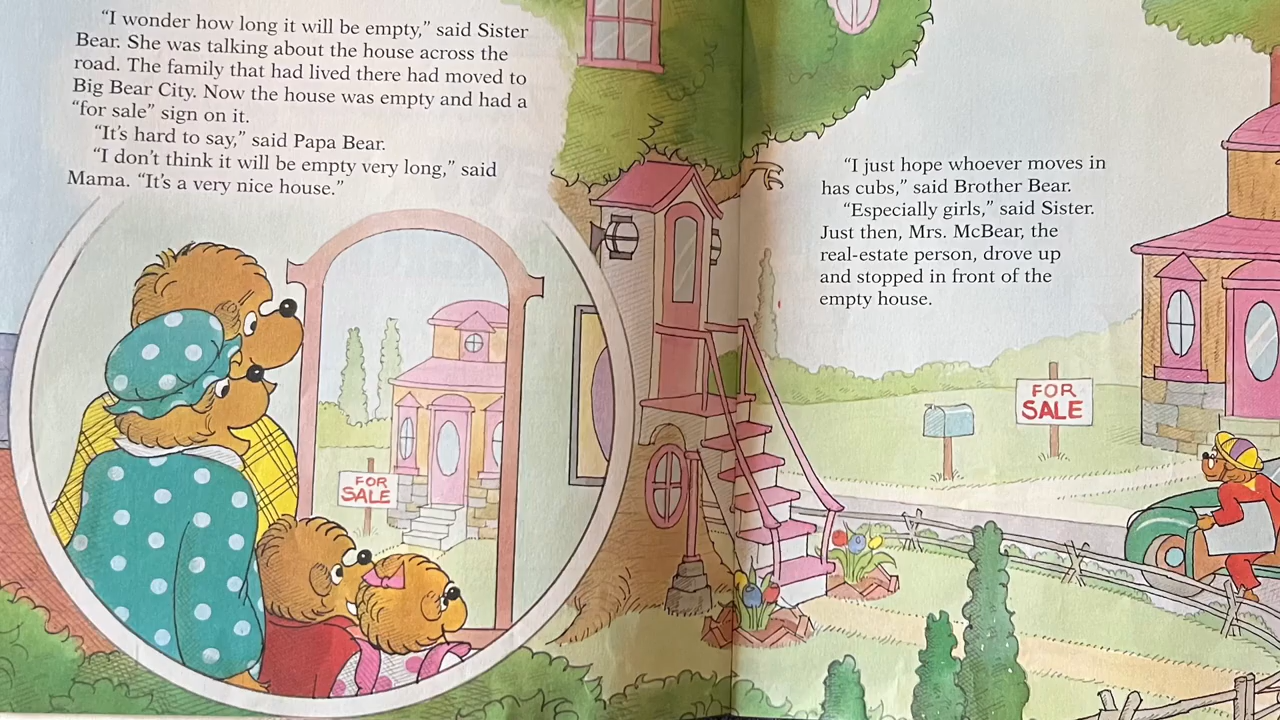 “I wonder how long it will be empty,” said Sister
Bear. She was talking about the house across the
road. The family that had lived there had moved to
Big Bear City. Now the house was empty and had a
“for sale” sign on it.
“It’s hard to say,” said Papa Bear.
“I don’t think it will be empty very long,” said
Mama. “It’s a very nice house.”
FOR
SALE
“I just hope whoever moves in
has cubs,” said Brother Bear.
“Especially girls,” said Sister.
Just then, Mrs. McBear, the
real-estate person, drove up
and stopped in front of the
empty house.
FOR
SALE